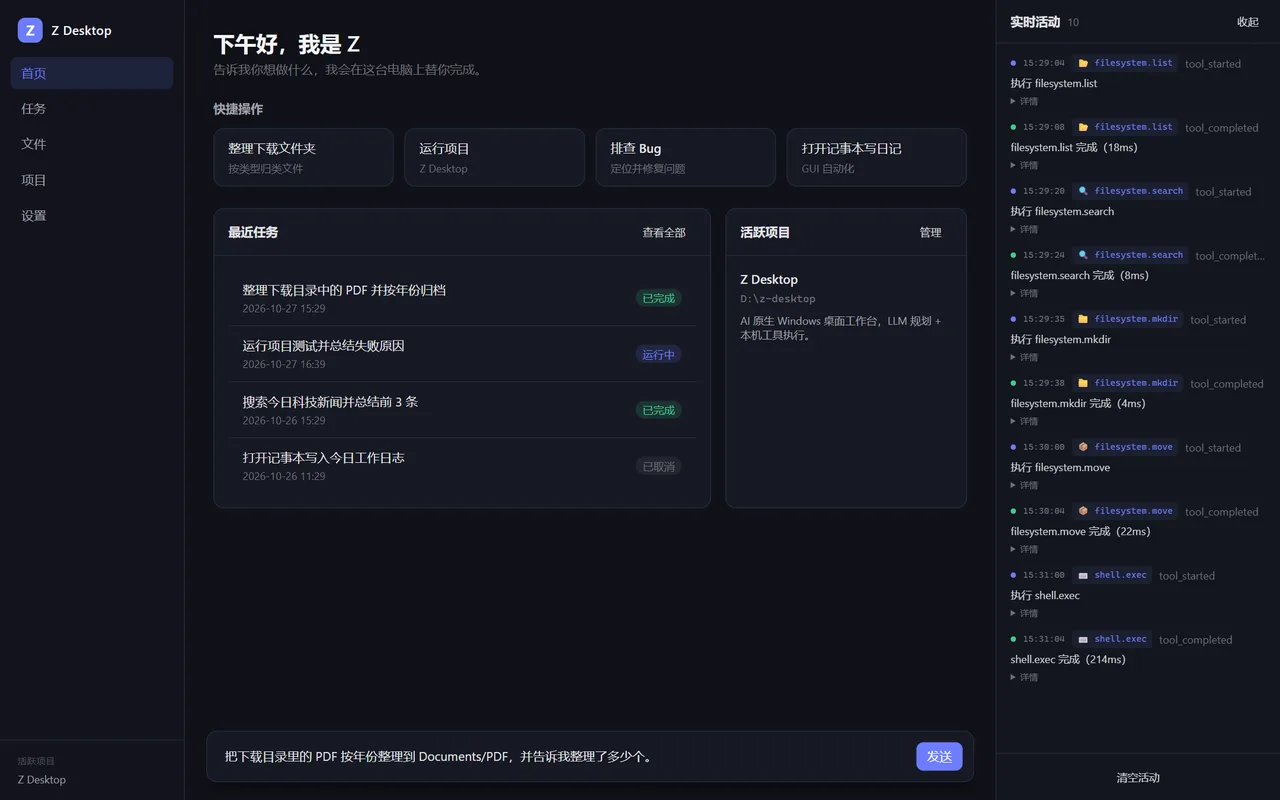 Z
Z Desktop
首页
任务
文件
项目
设置
活跃项目
Z Desktop
下午好，我是 Z
告诉我你想做什么，我会在这台电脑上替你完成。
快捷操作
整理下载文件夹
按类型归类文件
运行项目
Z Desktop
排查 Bug
定位并修复问题
打开记事本写日记
GUI 自动化
最近任务
查看全部
整理下载目录中的 PDF 并按年份归档
2026-10-27 15:29
已完成
运行项目测试并总结失败原因
2026-10-27 16:39
运行中
搜索今日科技新闻并总结前 3 条
2026-10-26 15:29
已完成
打开记事本写入今日工作日志
2026-10-26 11:29
已取消
活跃项目
管理
Z Desktop
D:\z-desktop
AI 原生 Windows 桌面工作台，LLM 规划 +
本机工具执行。
把下载目录里的 PDF 按年份整理到 Documents/PDF，并告诉我整理了多少个。
发送
实时活动 10
收起
15:29:04 filesystem.list tool_started
执行 filesystem.list
详情
15:29:08 filesystem.list tool_completed
filesystem.list 完成（18ms）
详情
15:29:20 filesystem.search tool_started
执行 filesystem.search
详情
15:29:24 filesystem.search tool_complet...
filesystem.search 完成（8ms）
详情
15:29:35 filesystem.mkdir tool_started
执行 filesystem.mkdir
详情
15:29:38 filesystem.mkdir tool_completed
filesystem.mkdir 完成（4ms）
详情
15:30:00 filesystem.move tool_started
执行 filesystem.move
详情
15:30:04 filesystem.move tool_completed
filesystem.move 完成（22ms）
详情
15:31:00 shell.exec tool_started
执行 shell.exec
详情
15:31:04 shell.exec tool_completed
shell.exec 完成（214ms）
详情
清空活动